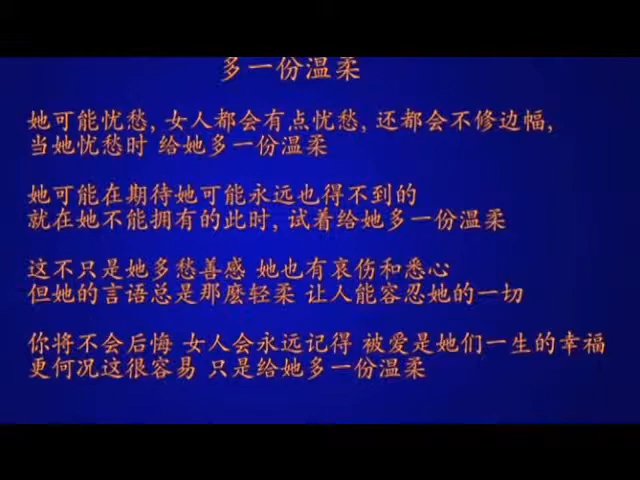 多一份温柔
她可能忧愁, 女人都会有点忧愁, 还都会不修边幅,
当她忧愁时 给她多一份温柔
她可能在期待她可能永远也得不到的
就在她不能拥有的此时, 试着给她多一份温柔
这不只是她多愁善感 她也有哀伤和悉心
但她的言语总是那麽轻柔 让人能容忍她的一切
你将不会后悔 女人会永远记得 被爱是她们一生的幸福
更何况这很容易 只是给她多一份温柔